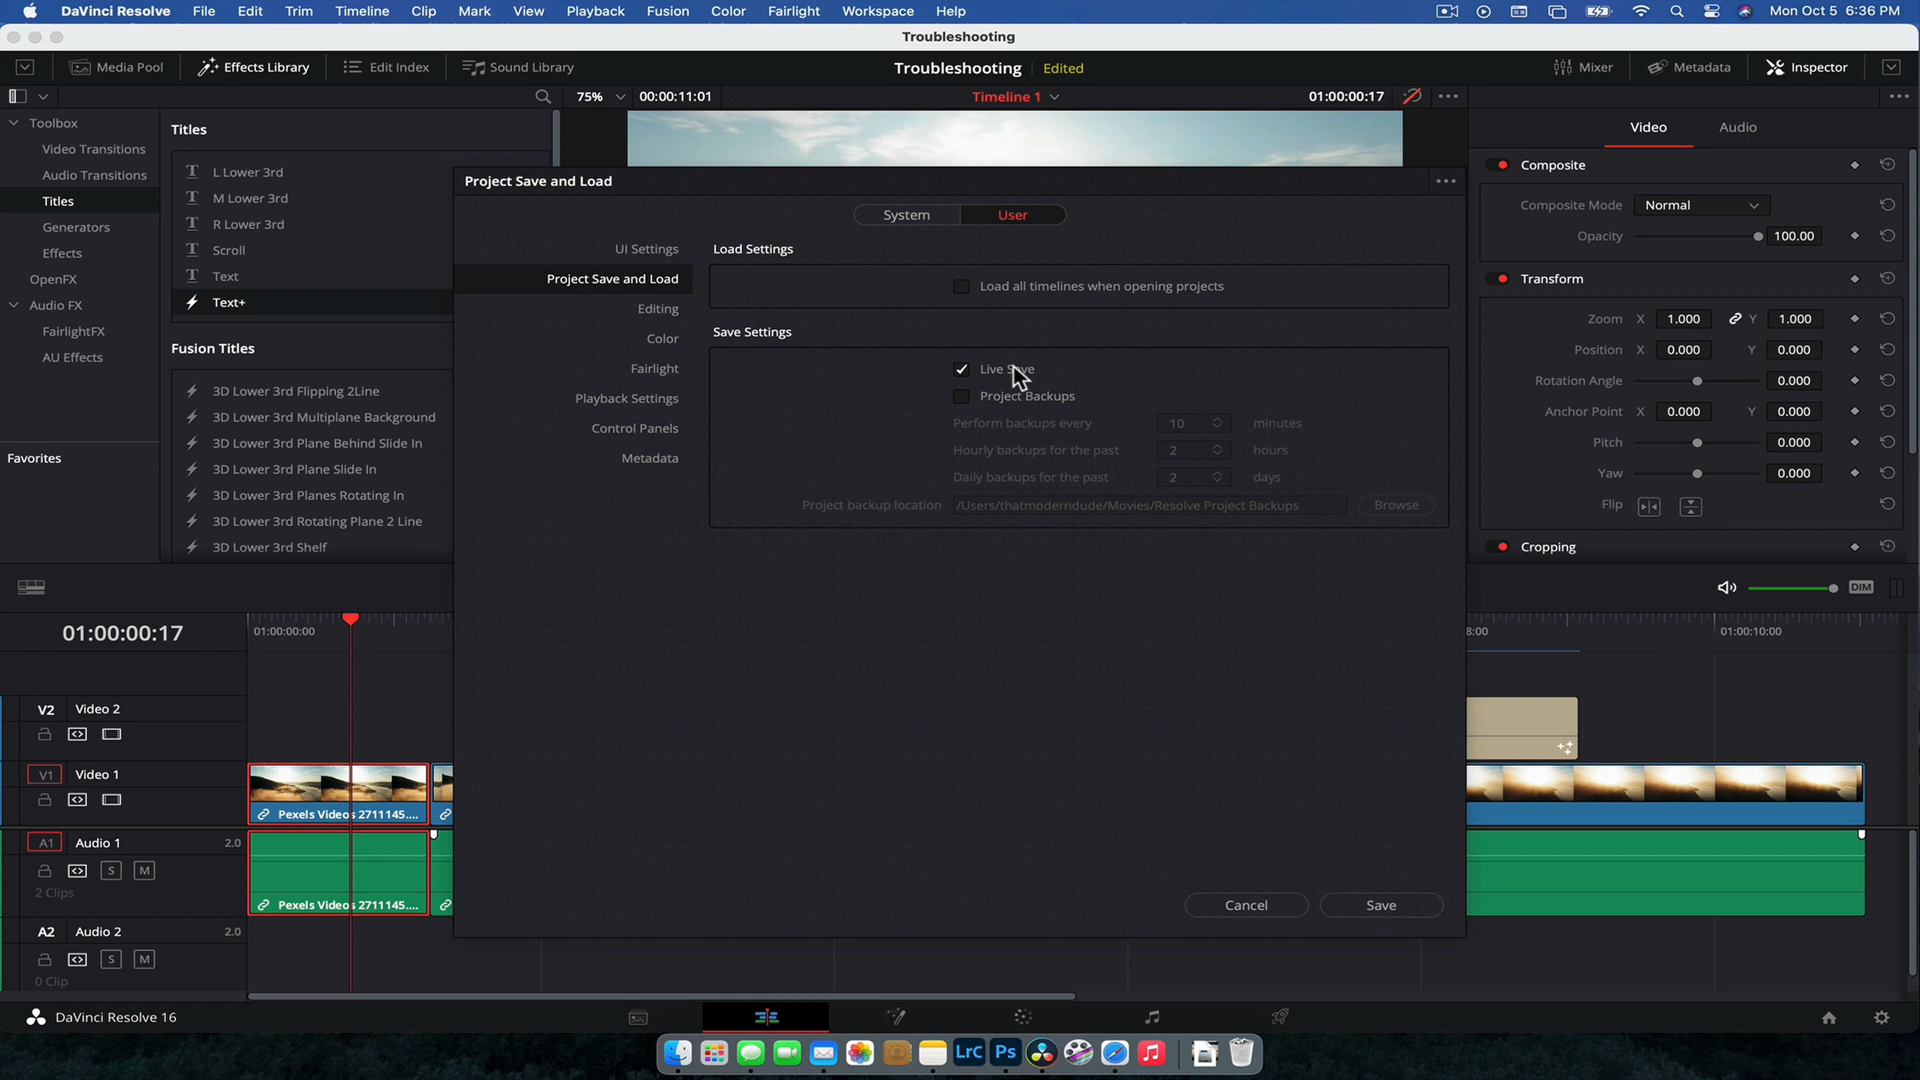 DaVinci Resolve File Edit Trim Timeline Clip Mark View Playback Fusion Color Fairlight Workspace Help Mon Oct 5 6:36 PM
Troubleshooting
Media Pool Effects Library Edit Index Sound Library Troubleshooting Edited Mixer Metadata Inspector
75% 00:00:11:01 Timeline 1 01:00:00:17
Toolbox
Video Transitions
Audio Transitions
Titles
Generators
Effects
OpenFX
Audio FX
FairlightFX
AU Effects
Favorites
Titles
L Lower 3rd
M Lower 3rd
R Lower 3rd
Scroll
Text
Text+
Fusion Titles
3D Lower 3rd Flipping 2Line
3D Lower 3rd Multiplane Background
3D Lower 3rd Plane Behind Slide In
3D Lower 3rd Plane Slide In
3D Lower 3rd Planes Rotating In
3D Lower 3rd Rotating Plane 2 Line
3D Lower 3rd Shelf
Project Save and Load
System User
UI Settings
Project Save and Load
Editing
Color
Fairlight
Playback Settings
Control Panels
Metadata
Load Settings
Load all timelines when opening projects
Save Settings
Live Save
Project Backups
Perform backups every 10 minutes
Hourly backups for the past 2 hours
Daily backups for the past 2 days
Project backup location /Users/thatmoderndude/Movies/Resolve Project Backups Browse
Cancel Save
Video Audio
Composite
Composite Mode Normal
Opacity 100.00
Transform
Zoom X 1.000 Y 1.000
Position X 0.000 Y 0.000
Rotation Angle 0.000
Anchor Point X 0.000 Y 0.000
Pitch 0.000
Yaw 0.000
Flip
Cropping
DIM
01:00:00:17 01:00:00:00 8:00 01:00:10:00
V2 Video 2
V1 Video 1
Pexels Videos 2711145....
A1 Audio 1 2.0
S M
2 Clips
Pexels Videos 2711145....
A2 Audio 2 2.0
S M
0 Clip
DaVinci Resolve 16
LrC Ps